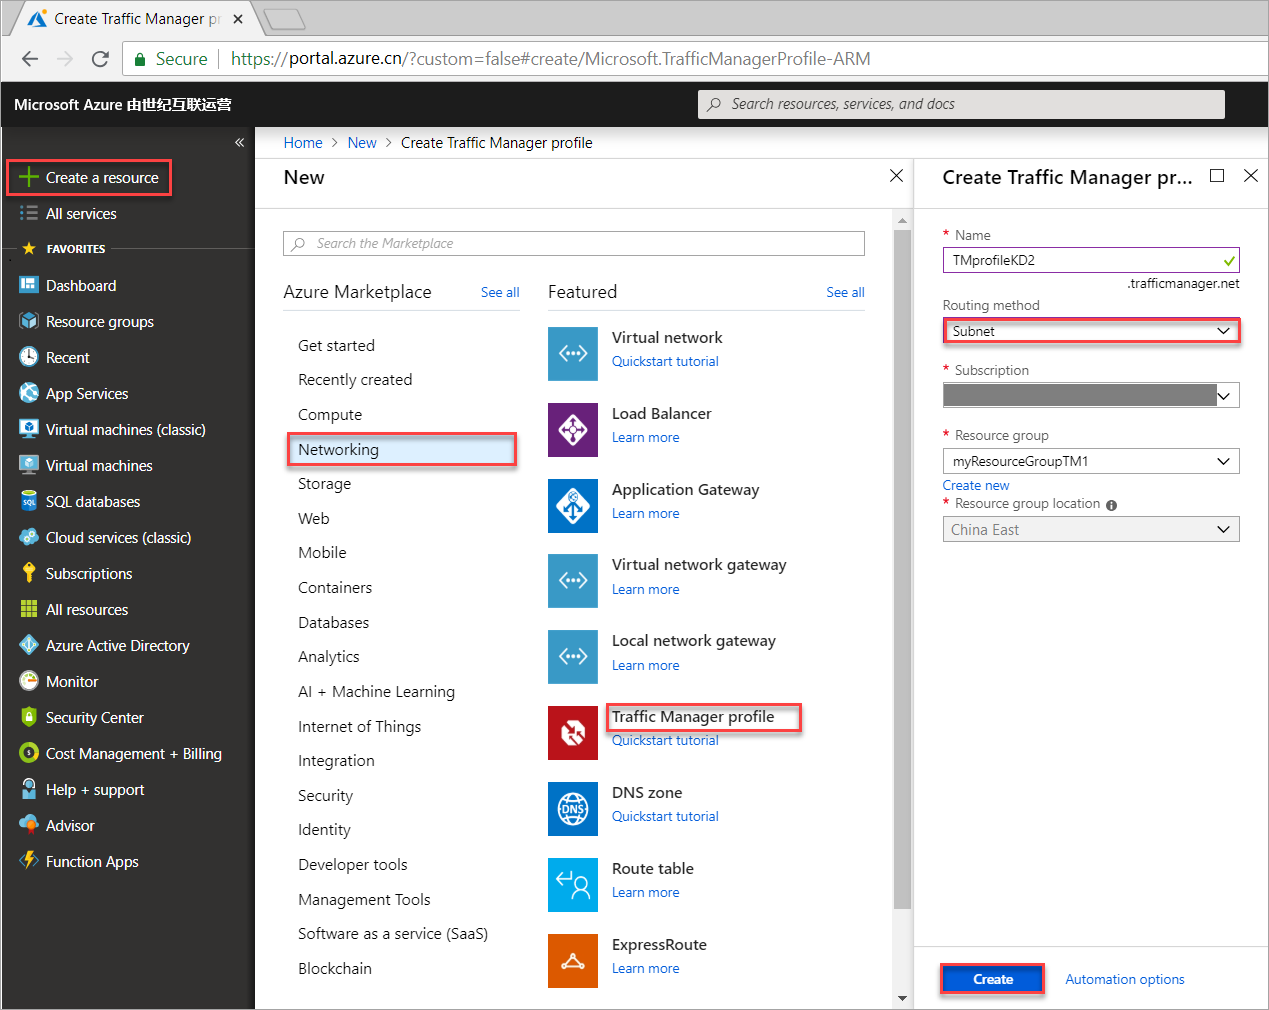 Create Traffic Manager pr
Secure
https://portal.azure.cn/?custom=false#create/Microsoft.TrafficManagerProfile-ARM
Microsoft Azure 由世纪互联运营
Search resources, services, and docs
Create a resource
All services
FAVORITES
Dashboard
Resource groups
Recent
App Services
Virtual machines (classic)
Virtual machines
SQL databases
Cloud services (classic)
Subscriptions
All resources
Azure Active Directory
Monitor
Security Center
Cost Management + Billing
Help + support
Advisor
Function Apps
Home > New > Create Traffic Manager profile
New
Search the Marketplace
Azure Marketplace
See all
Get started
Recently created
Compute
Networking
Storage
Web
Mobile
Containers
Databases
Analytics
AI + Machine Learning
Internet of Things
Integration
Security
Identity
Developer tools
Management Tools
Software as a service (SaaS)
Blockchain
Featured
See all
Virtual network
Quickstart tutorial
Load Balancer
Learn more
Application Gateway
Learn more
Virtual network gateway
Learn more
Local network gateway
Learn more
Traffic Manager profile
Quickstart tutorial
DNS
DNS zone
Quickstart tutorial
Route table
Learn more
ExpressRoute
Learn more
Create Traffic Manager pr...
* Name
TMprofileKD2
.trafficmanager.net
Routing method
Subnet
* Subscription
* Resource group
myResourceGroupTM1
Create new
* Resource group location
China East
Create
Automation options